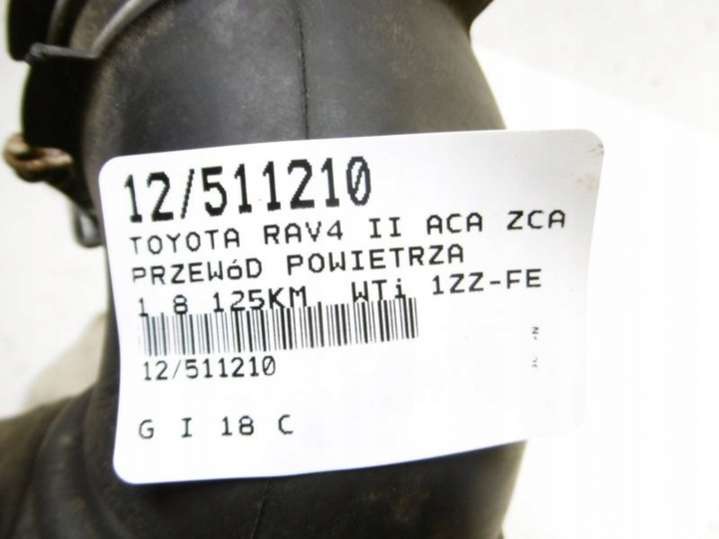 12/511210
TOYOTA RAV4 II ACA ZCA
PRZEWóD POWIETRZA
1.8 125KM. WTi 1ZZ-FE
12/511210
G I 18 C